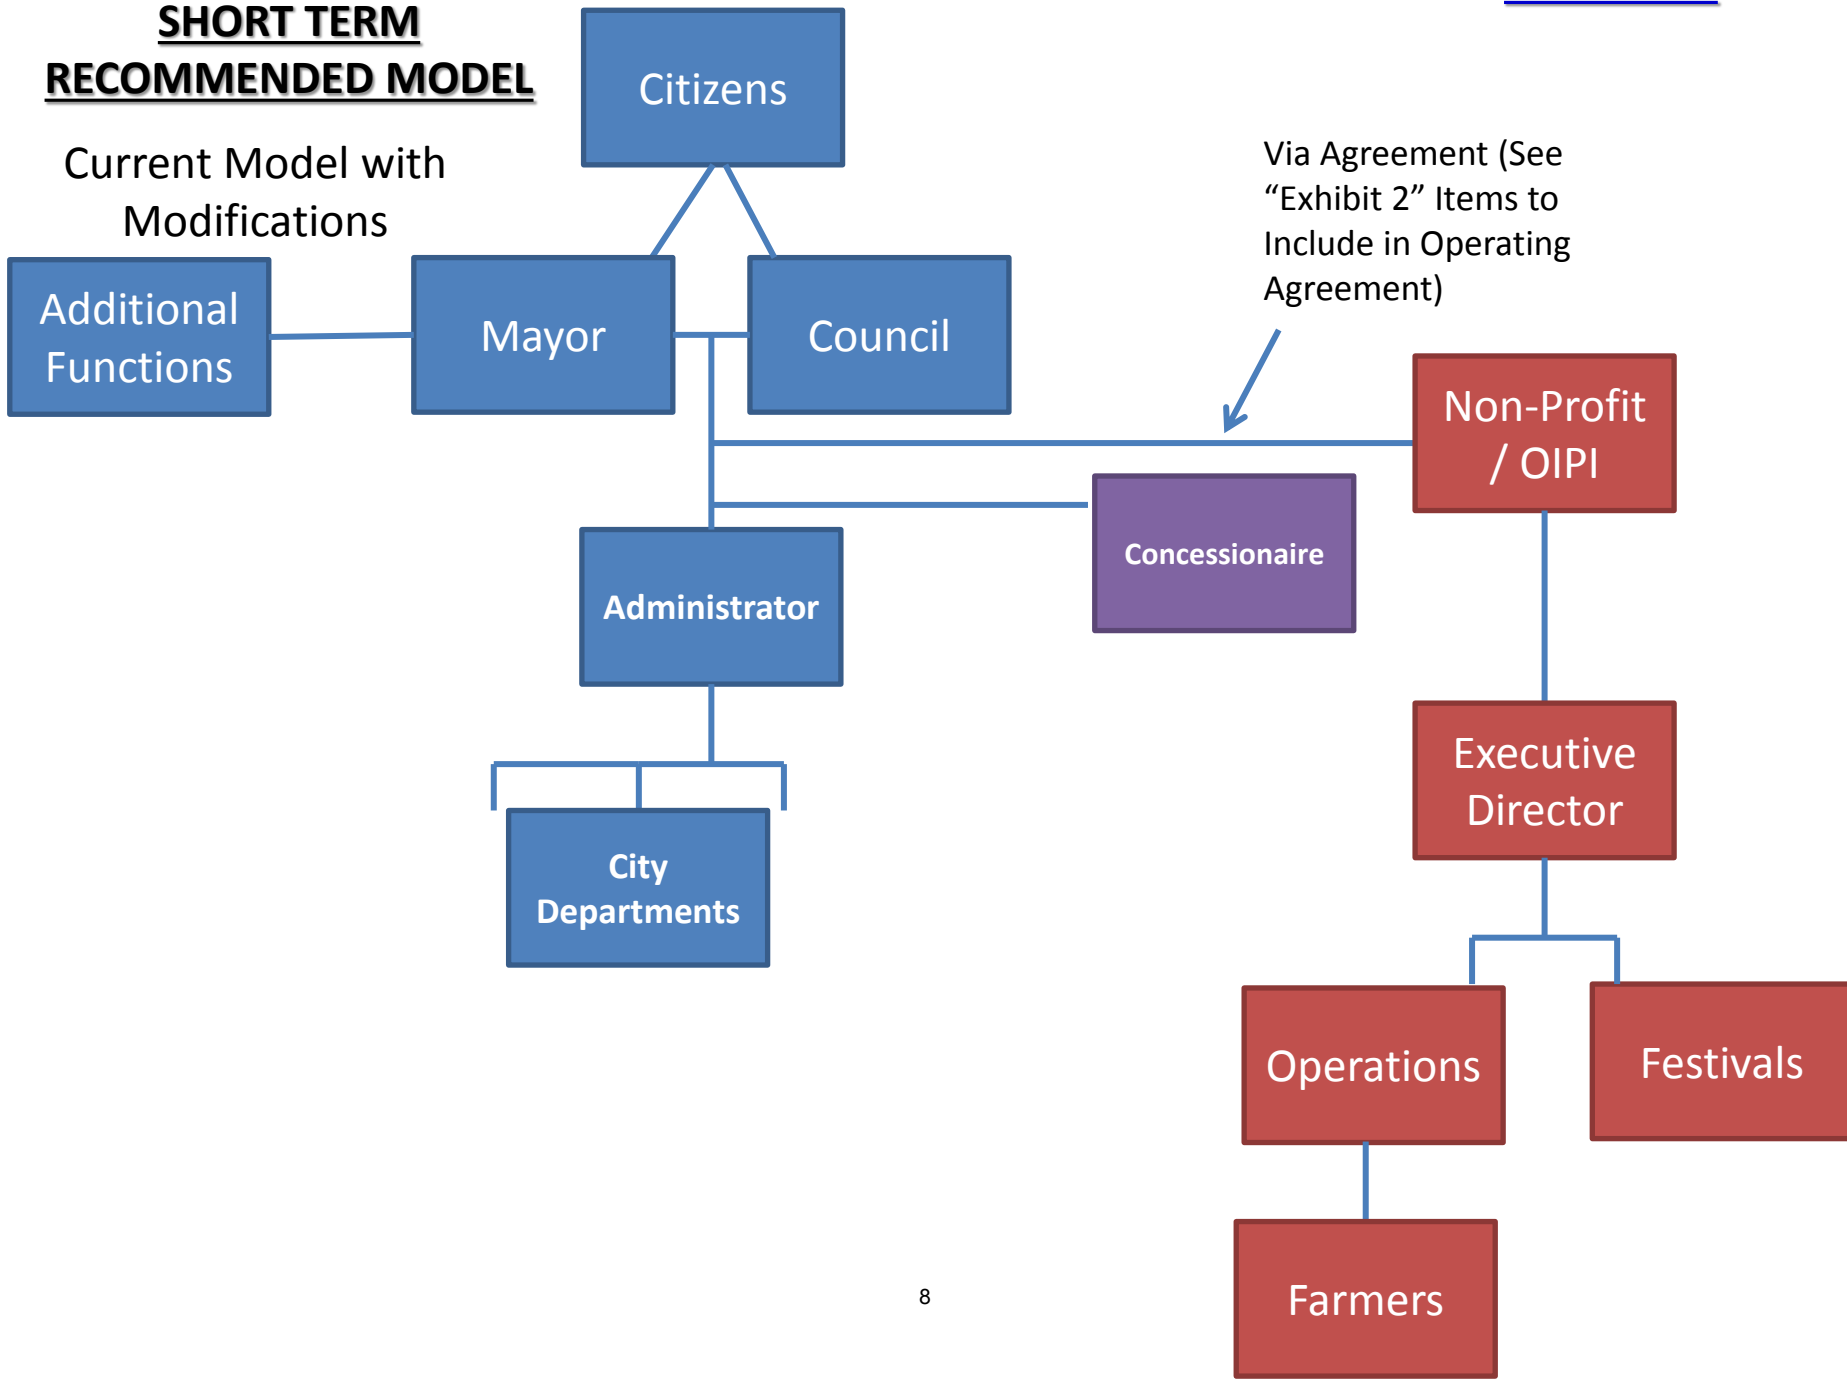 SHORT TERM
RECOMMENDED MODEL
Current Model with
Modifications
Citizens
Via Agreement (See
“Exhibit 2” Items to
Include in Operating
Agreement)
Additional
Functions
Mayor
Council
Non-Profit
/ OIPI
Concessionaire
Administrator
Executive
Director
City
Departments
Operations
Festivals
Farmers
8